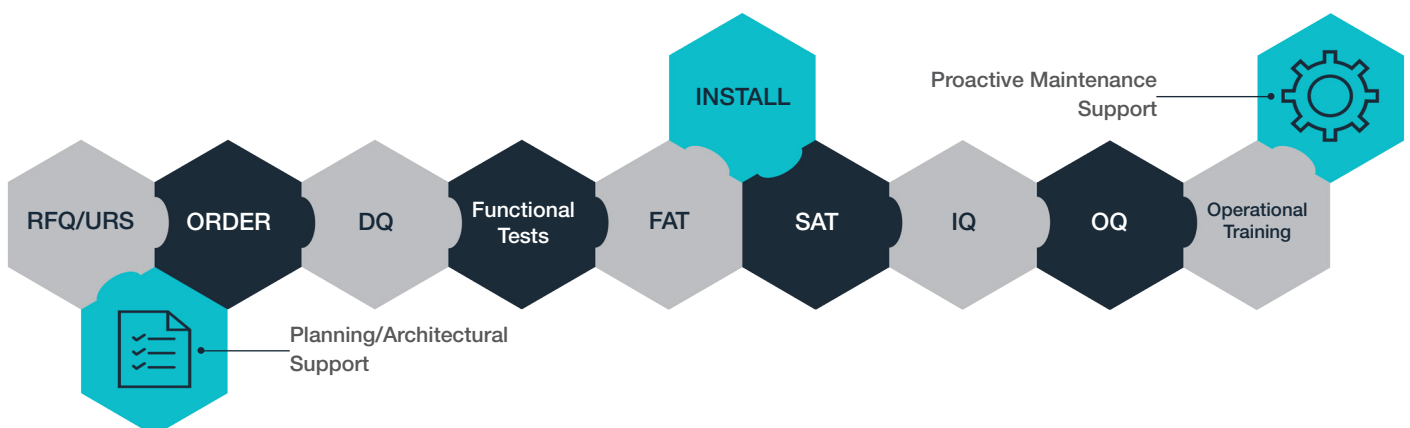 INSTALL
Proactive Maintenance
Support
RFQ/URS
ORDER
DQ
Functional
Tests
FAT
SAT
IQ
OQ
Operational
Training
Planning/Architectural
Support